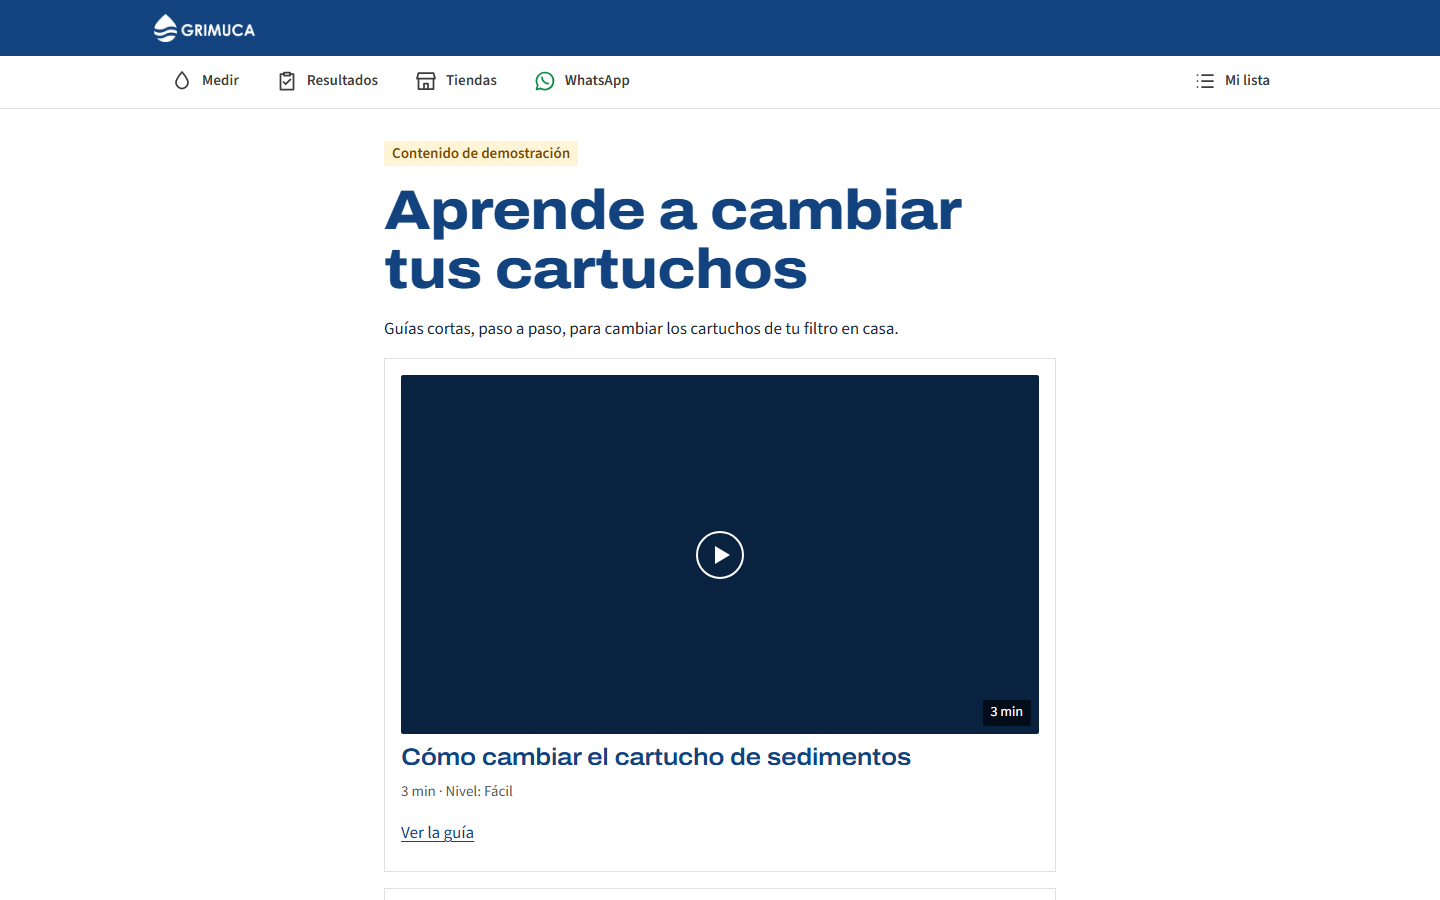 GRIMUCA
Medir
Resultados
Tiendas
WhatsApp
Mi lista
Contenido de demostración
Aprende a cambiar
tus cartuchos
Guías cortas, paso a paso, para cambiar los cartuchos de tu filtro en casa.
3 min
Cómo cambiar el cartucho de sedimentos
3 min · Nivel: Fácil
Ver la guía